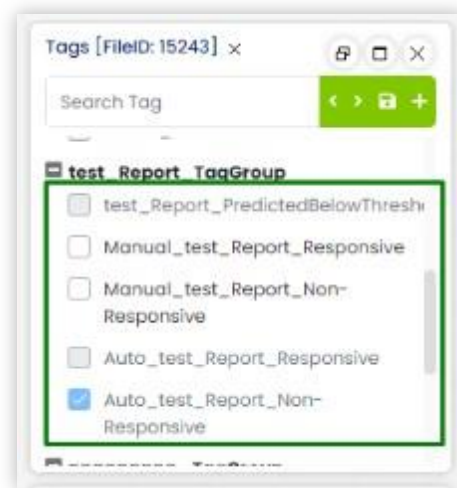 Tags [FileID: 15243] ×
Search Tag
test_Report_TagGroup
test_Report_PredictedBelowThresh
Manual_test_Report_Responsive
Manual_test_Report_Non-
Responsive
Auto_test_Report_Responsive
Auto_test_Report_Non-
Responsive